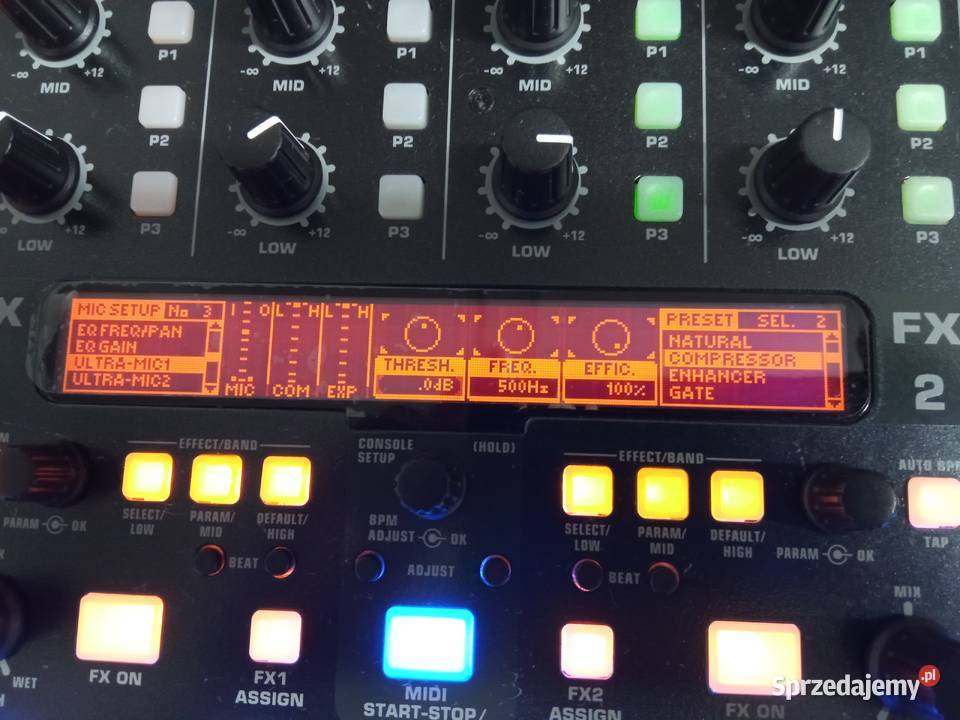 P1
P1
P1
P1
-∞ +12
MID
-∞ +12
MID
-∞ +12
MID
-∞ +12
MID
P2
P2
P2
P2
P3
P3
P3
P3
+12
LOW
-∞ +12
LOW
-∞ +12
LOW
-∞ +12
LOW
MIC SETUP No 3
EQ FREQ/PAN
EQ GAIN
ULTRA-MIC1
ULTRA-MIC2
I O
MIC
L H
COM
L H
EXP
THRESH.
.0dB
FREQ.
500Hz
EFFIC.
100%
PRESET SEL. 2
NATURAL
COMPRESSOR
ENHANCER
GATE
FX
2
EFFECT/BAND
SELECT/
LOW
PARAM/
MID
DEFAULT/
HIGH
PARAM OK
BEAT
CONSOLE
SETUP
(HOLD)
BPM
ADJUST OK
ADJUST
EFFECT/BAND
SELECT/
LOW
PARAM/
MID
DEFAULT/
HIGH
BEAT
PARAM OK
AUTO BPM
TAP
MIX
WET
FX ON
FX1
ASSIGN
MIDI
START-STOP/
FX2
ASSIGN
FX ON
Sprzedajemy.pl